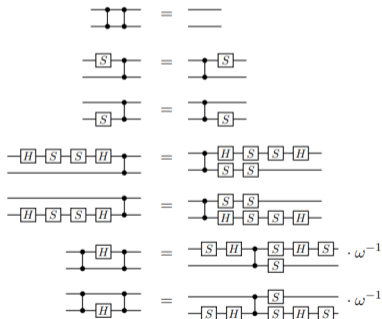 =
S = S
S = S
H S S H = H S S H S S
H S S H = S S H S S H
H = S H S H S S · ω⁻¹
H = S S H S H S · ω⁻¹